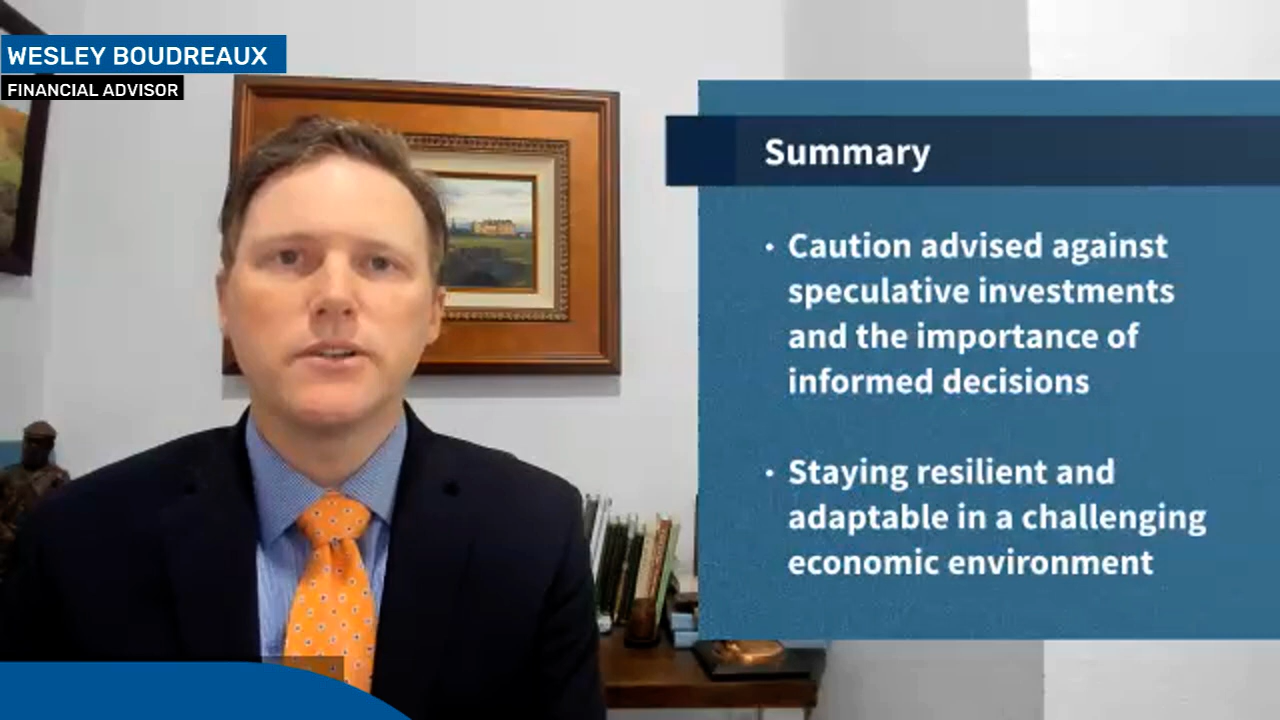 WESLEY BOUDREAUX
FINANCIAL ADVISOR
Summary
• Caution advised against
speculative investments
and the importance of
informed decisions
• Staying resilient and
adaptable in a challenging
economic environment